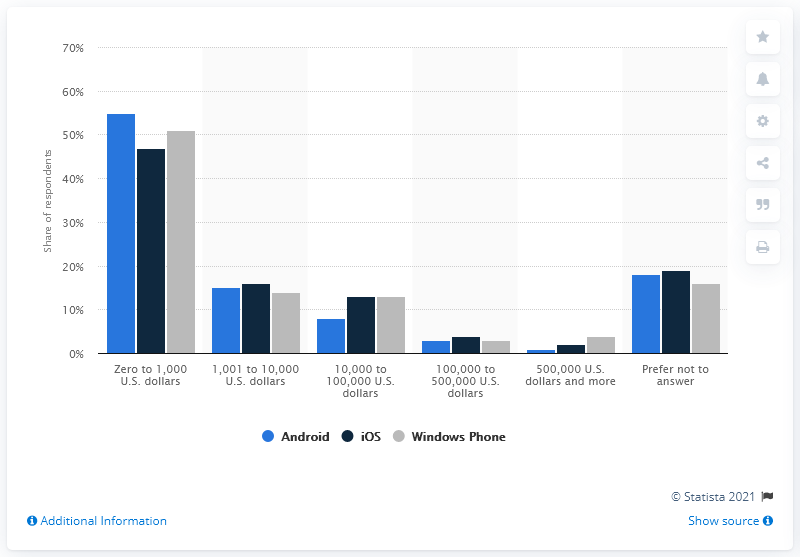 70%
60%
50%
40%
30%
20%
10%
0%
Share of respondents
Zero to 1,000
U.S. dollars
1,001 to 10,000
U.S. dollars
10,000 to
100,000 U.S.
dollars
100,000 to
500,000 U.S.
dollars
500,000 U.S.
dollars and more
Prefer not to
answer
Android
iOS
Windows Phone
© Statista 2021
Additional Information
Show source